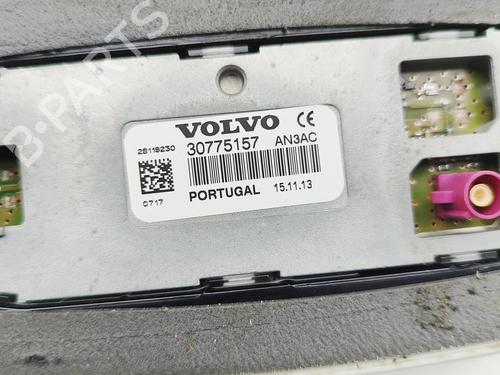 B-PARTS
VOLVO CE
28119230 30775157 AN3AC
0717 PORTUGAL 15.11.13